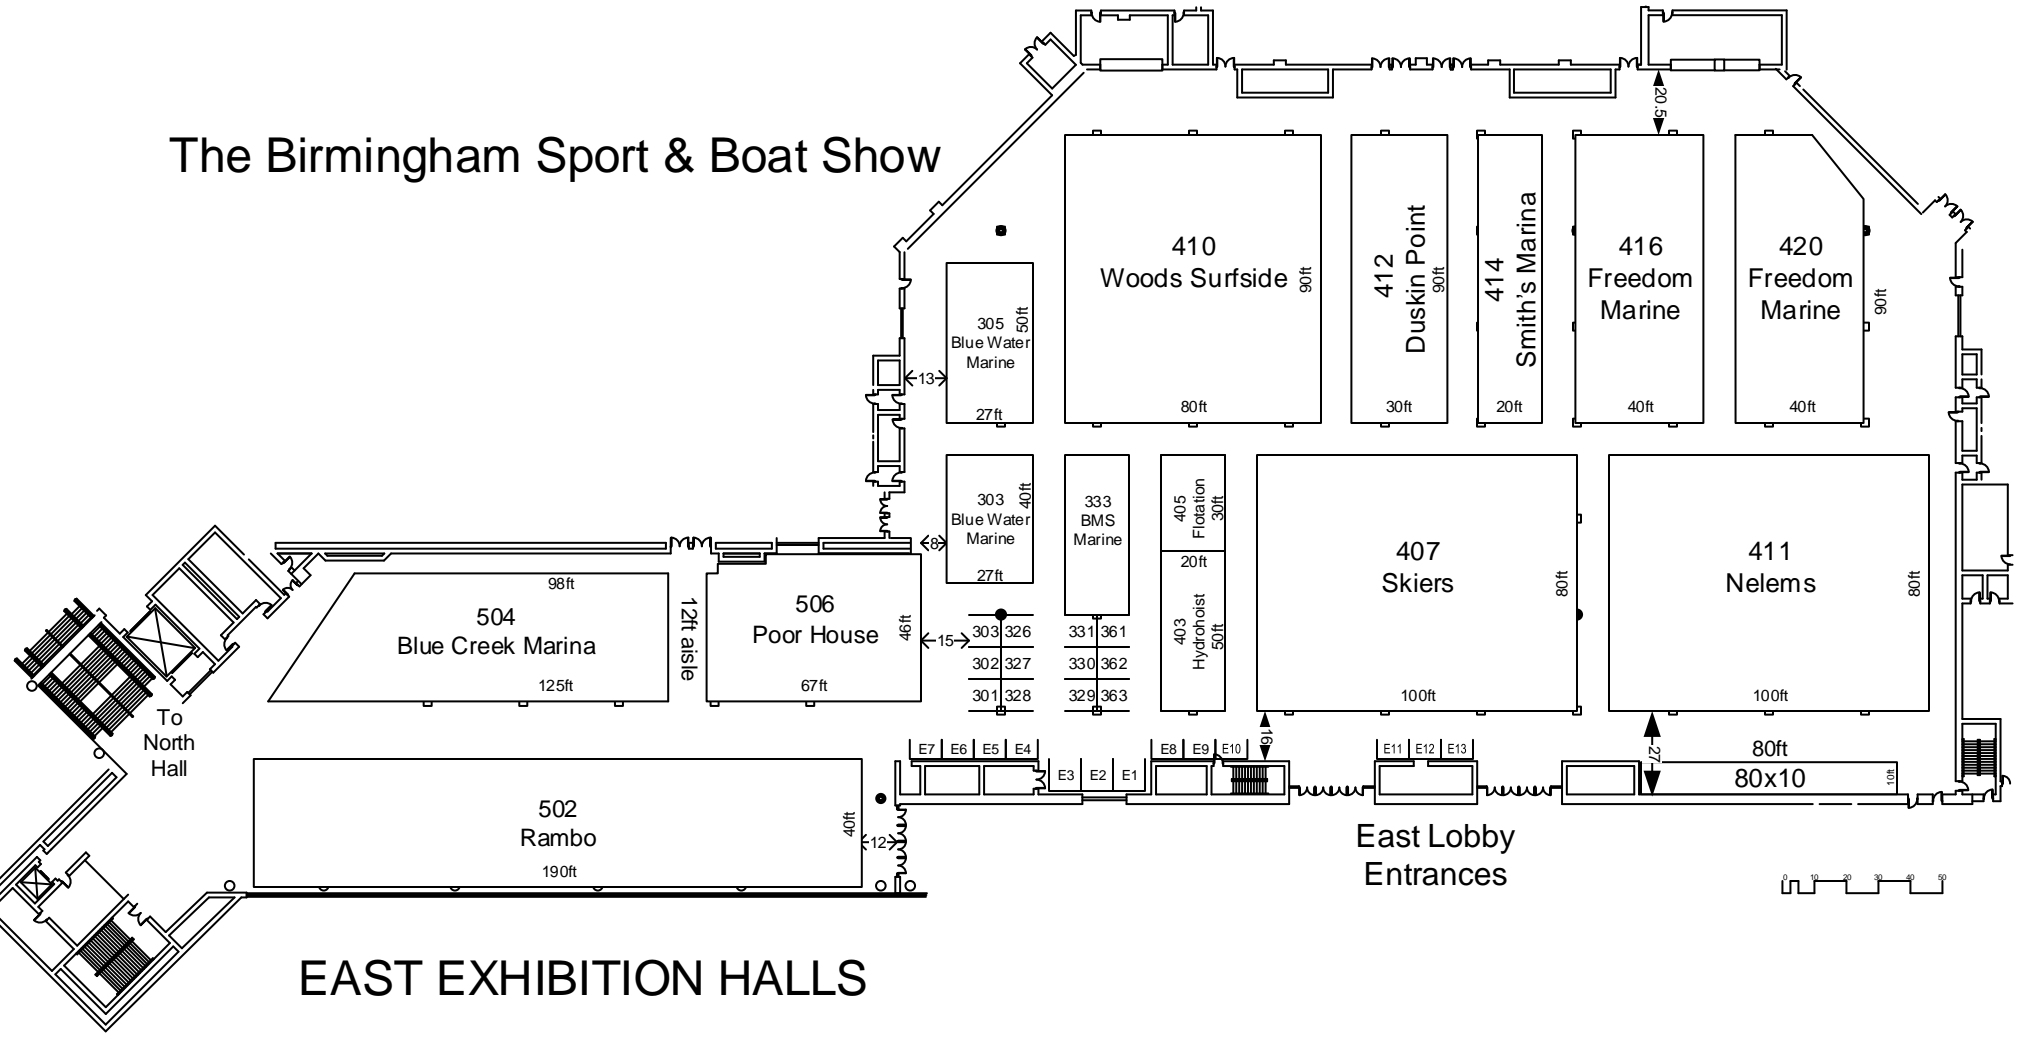 The Birmingham Sport & Boat Show
20.5
410
Woods Surfside
90ft
80ft
412
Duskin Point
90ft
30ft
414
Smith's Marina
20ft
416
Freedom
Marine
40ft
420
Freedom
Marine
90ft
40ft
305
Blue Water
Marine
50ft
27ft
13
303
Blue Water
Marine
40ft
27ft
8
333
BMS
Marine
405
Flotation
30ft
20ft
403
Hydrohoist
50ft
407
Skiers
80ft
100ft
411
Nelems
80ft
100ft
98ft
504
Blue Creek Marina
125ft
12ft aisle
506
Poor House
46ft
67ft
15
303 326
302 327
301 328
331 361
330 362
329 363
To
North
Hall
E7 E6 E5 E4
E3 E2 E1
E8 E9 E10
16
E11 E12 E13
27
80ft
80x10
10ft
502
Rambo
40ft
190ft
12
East Lobby
Entrances
0 10 20 30 40 50
EAST EXHIBITION HALLS